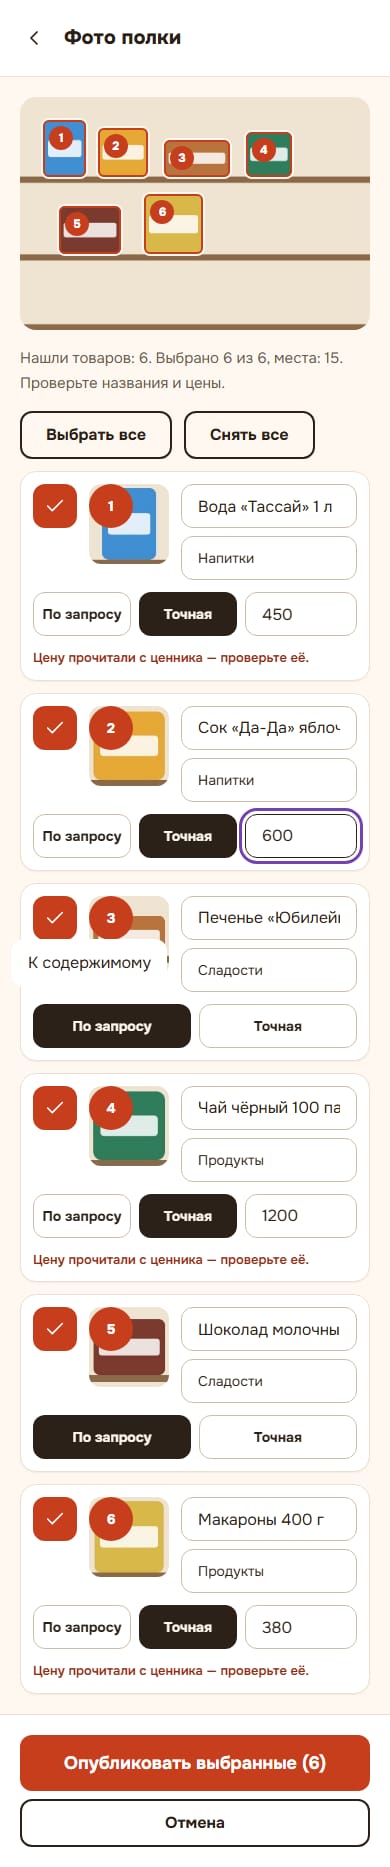 Фото полки
1
2
3
4
5
6
Нашли товаров: 6. Выбрано 6 из 6, места: 15.
Проверьте названия и цены.
Выбрать все
Снять все
1
Вода «Тассай» 1 л
Напитки
По запросу
Точная
450
Цену прочитали с ценника — проверьте её.
2
Сок «Да-Да» яблоч
Напитки
По запросу
Точная
600
3
Печенье «Юбилей
К содержимому
Сладости
По запросу
Точная
4
Чай чёрный 100 па
Продукты
По запросу
Точная
1200
Цену прочитали с ценника — проверьте её.
5
Шоколад молочны
Сладости
По запросу
Точная
6
Макароны 400 г
Продукты
По запросу
Точная
380
Цену прочитали с ценника — проверьте её.
Опубликовать выбранные (6)
Отмена